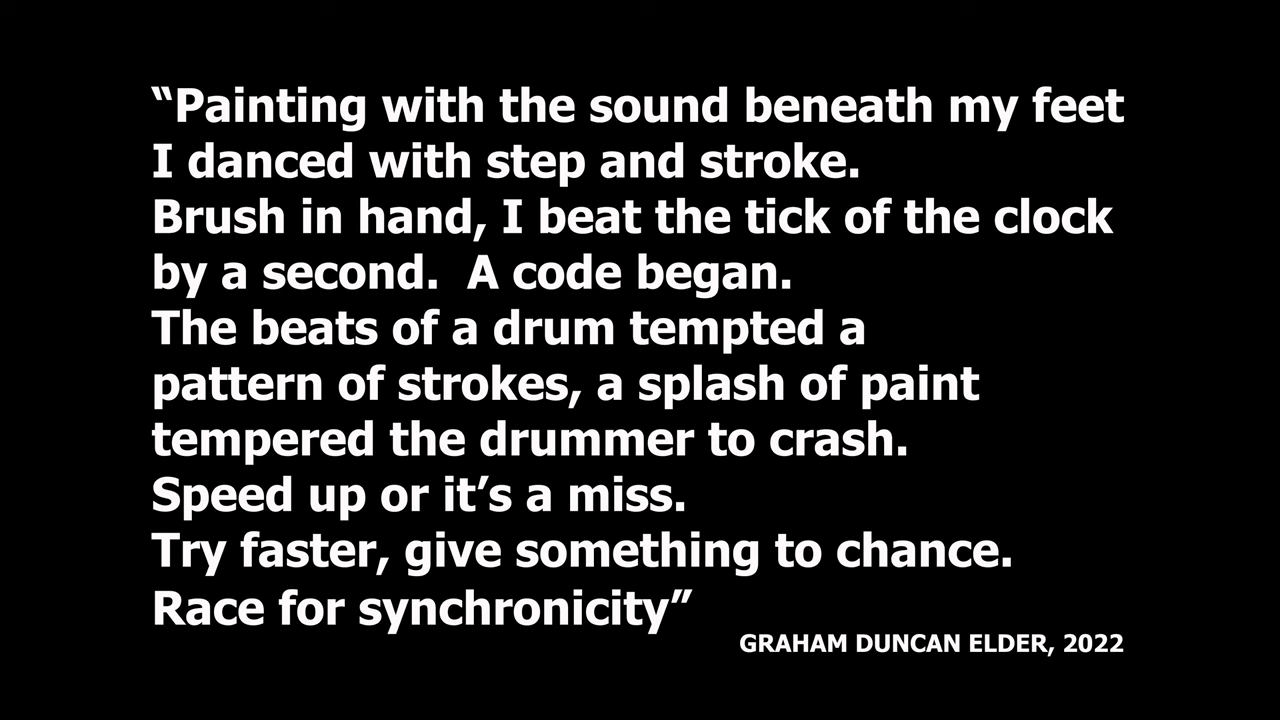 “Painting with the sound beneath my feet
I danced with step and stroke.
Brush in hand, I beat the tick of the clock
by a second.  A code began.
The beats of a drum tempted a
pattern of strokes, a splash of paint
tempered the drummer to crash.
Speed up or it’s a miss.
Try faster, give something to chance.
Race for synchronicity”
GRAHAM DUNCAN ELDER, 2022